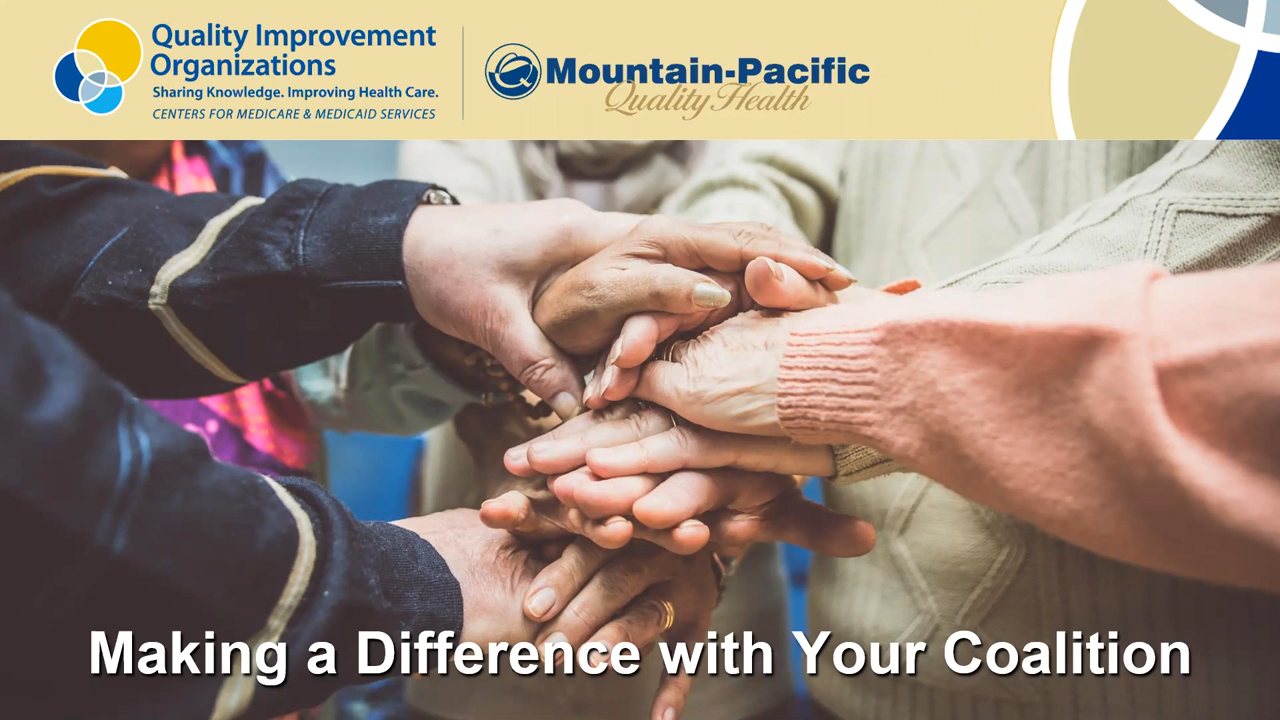 Quality Improvement
Organizations
Sharing Knowledge. Improving Health Care.
CENTERS FOR MEDICARE & MEDICAID SERVICES
Mountain-Pacific
Quality Health
Making a Difference with Your Coalition